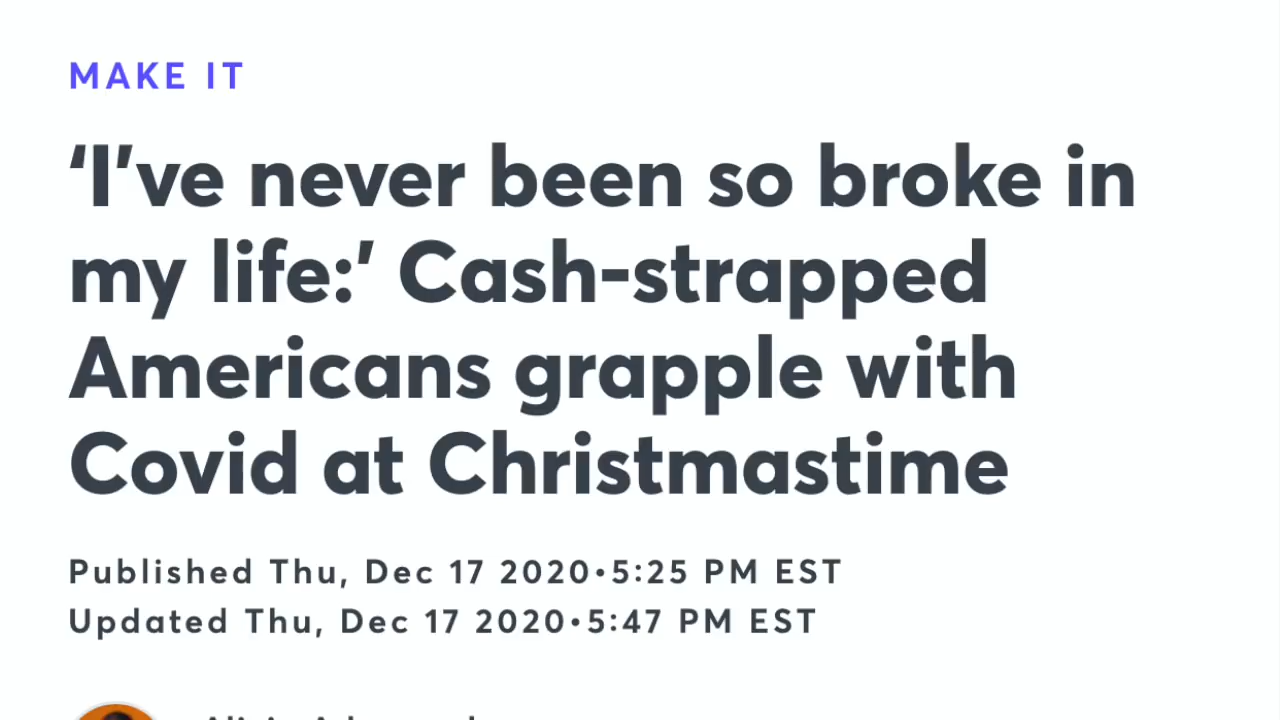 MAKE IT
‘I’ve never been so broke in
my life:’ Cash-strapped
Americans grapple with
Covid at Christmastime
Published Thu, Dec 17 2020•5:25 PM EST
Updated Thu, Dec 17 2020•5:47 PM EST